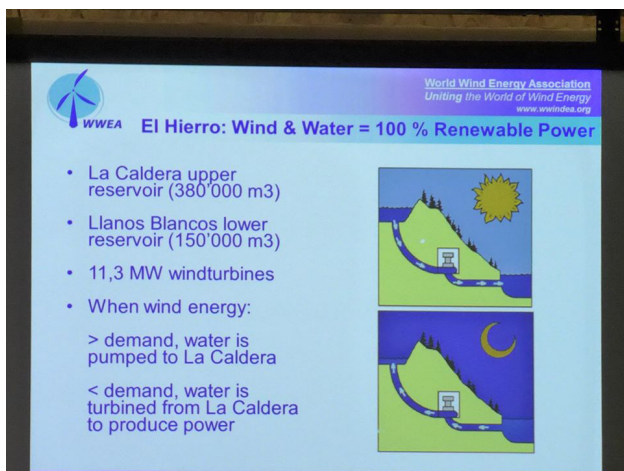 World Wind Energy Association
Uniting the World of Wind Energy
www.wwindea.org
WWEA
El Hierro: Wind & Water = 100 % Renewable Power
• La Caldera upper
reservoir (380'000 m3)
• Llanos Blancos lower
reservoir (150'000 m3)
• 11,3 MW windturbines
• When wind energy:
> demand, water is
pumped to La Caldera
< demand, water is
turbined from La Caldera
to produce power